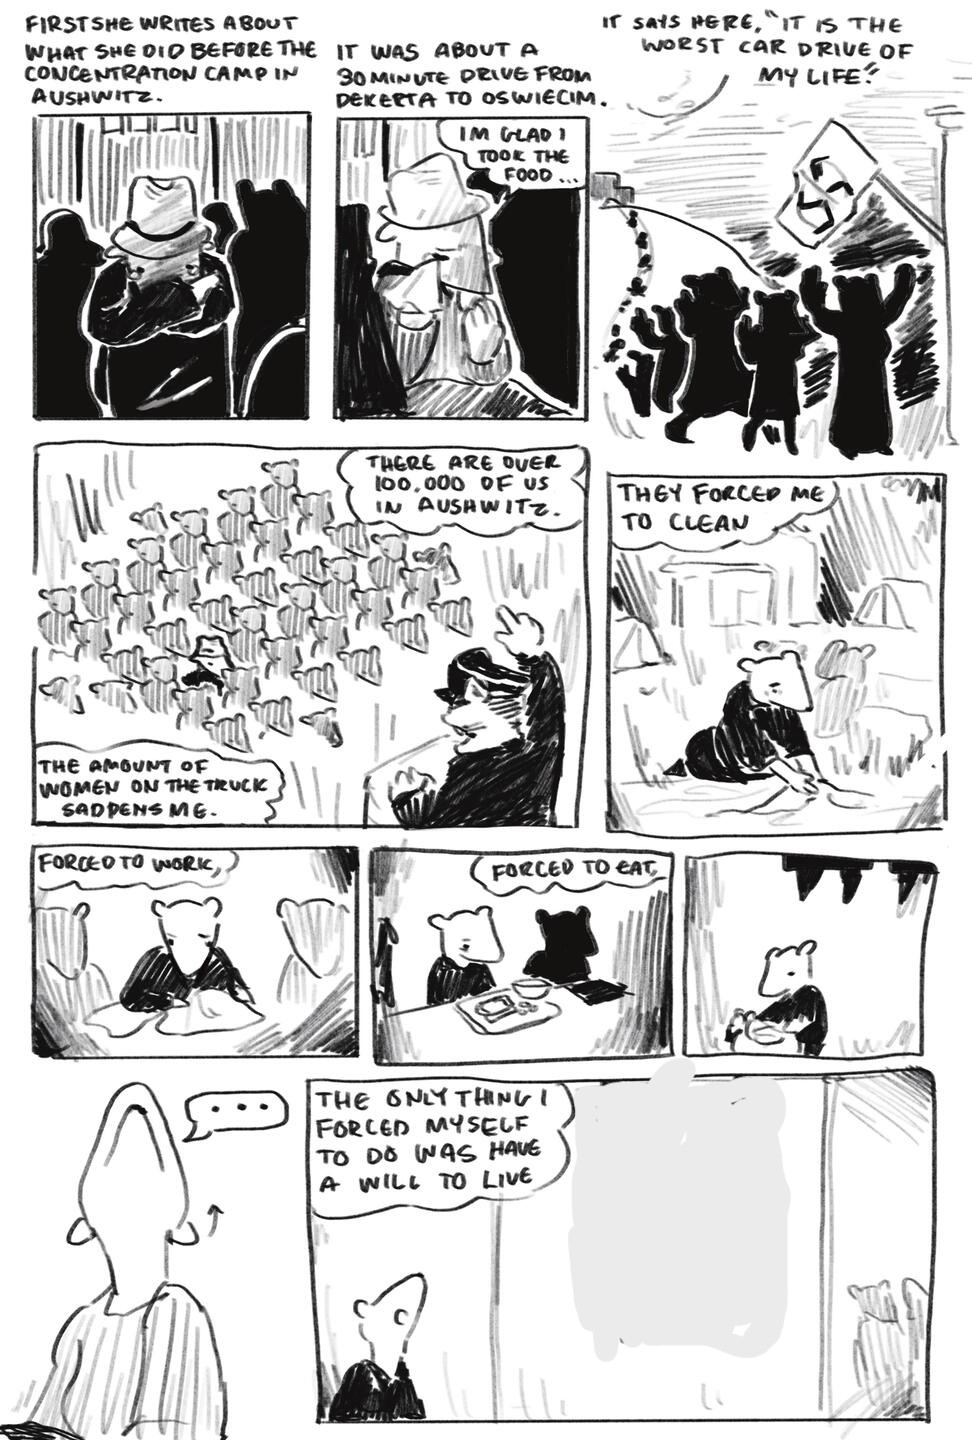 FIRST SHE WRITES ABOUT
WHAT SHE DID BEFORE THE
CONCENTRATION CAMP IN
AUSHWITZ.
IT WAS ABOUT A
30 MINUTE DRIVE FROM
DEKERTA TO OSWIECIM.
IM GLAD I
TOOK THE
FOOD...
IT SAYS HERE, "IT IS THE
WORST CAR DRIVE OF
MY LIFE."
THERE ARE OVER
100,000 OF US
IN AUSHWITZ.
THE AMOUNT OF
WOMEN ON THE TRUCK
SADDENS ME.
THEY FORCED ME
TO CLEAN
FORCED TO WORK,
FORCED TO EAT,
...
THE ONLY THING I
FORCED MYSELF
TO DO WAS HAVE
A WILL TO LIVE